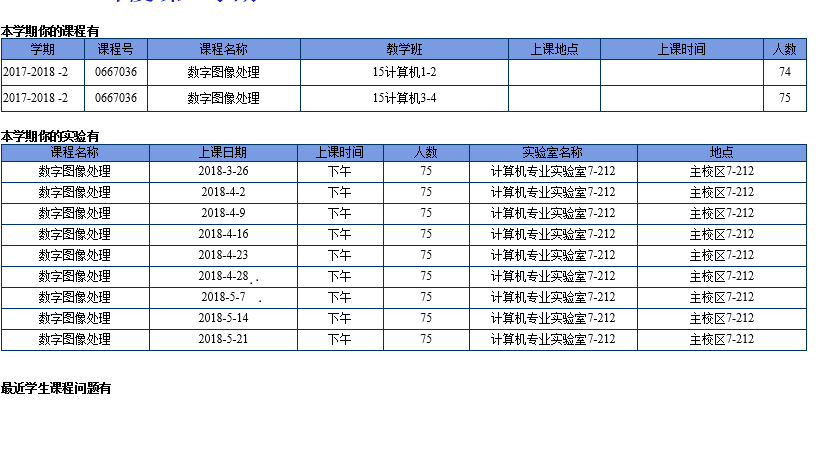 本学期你的课程有
学期 课程号 课程名称 教学班 上课地点 上课时间 人数
2017-2018 -2 0667036 数字图像处理 15计算机1-2 74
2017-2018 -2 0667036 数字图像处理 15计算机3-4 75
本学期你的实验有
课程名称 上课日期 上课时间 人数 实验室名称 地点
数字图像处理 2018-3-26 下午 75 计算机专业实验室7-212 主校区7-212
数字图像处理 2018-4-2 下午 75 计算机专业实验室7-212 主校区7-212
数字图像处理 2018-4-9 下午 75 计算机专业实验室7-212 主校区7-212
数字图像处理 2018-4-16 下午 75 计算机专业实验室7-212 主校区7-212
数字图像处理 2018-4-23 下午 75 计算机专业实验室7-212 主校区7-212
数字图像处理 2018-4-28 下午 75 计算机专业实验室7-212 主校区7-212
数字图像处理 2018-5-7 下午 75 计算机专业实验室7-212 主校区7-212
数字图像处理 2018-5-14 下午 75 计算机专业实验室7-212 主校区7-212
数字图像处理 2018-5-21 下午 75 计算机专业实验室7-212 主校区7-212
最近学生课程问题有